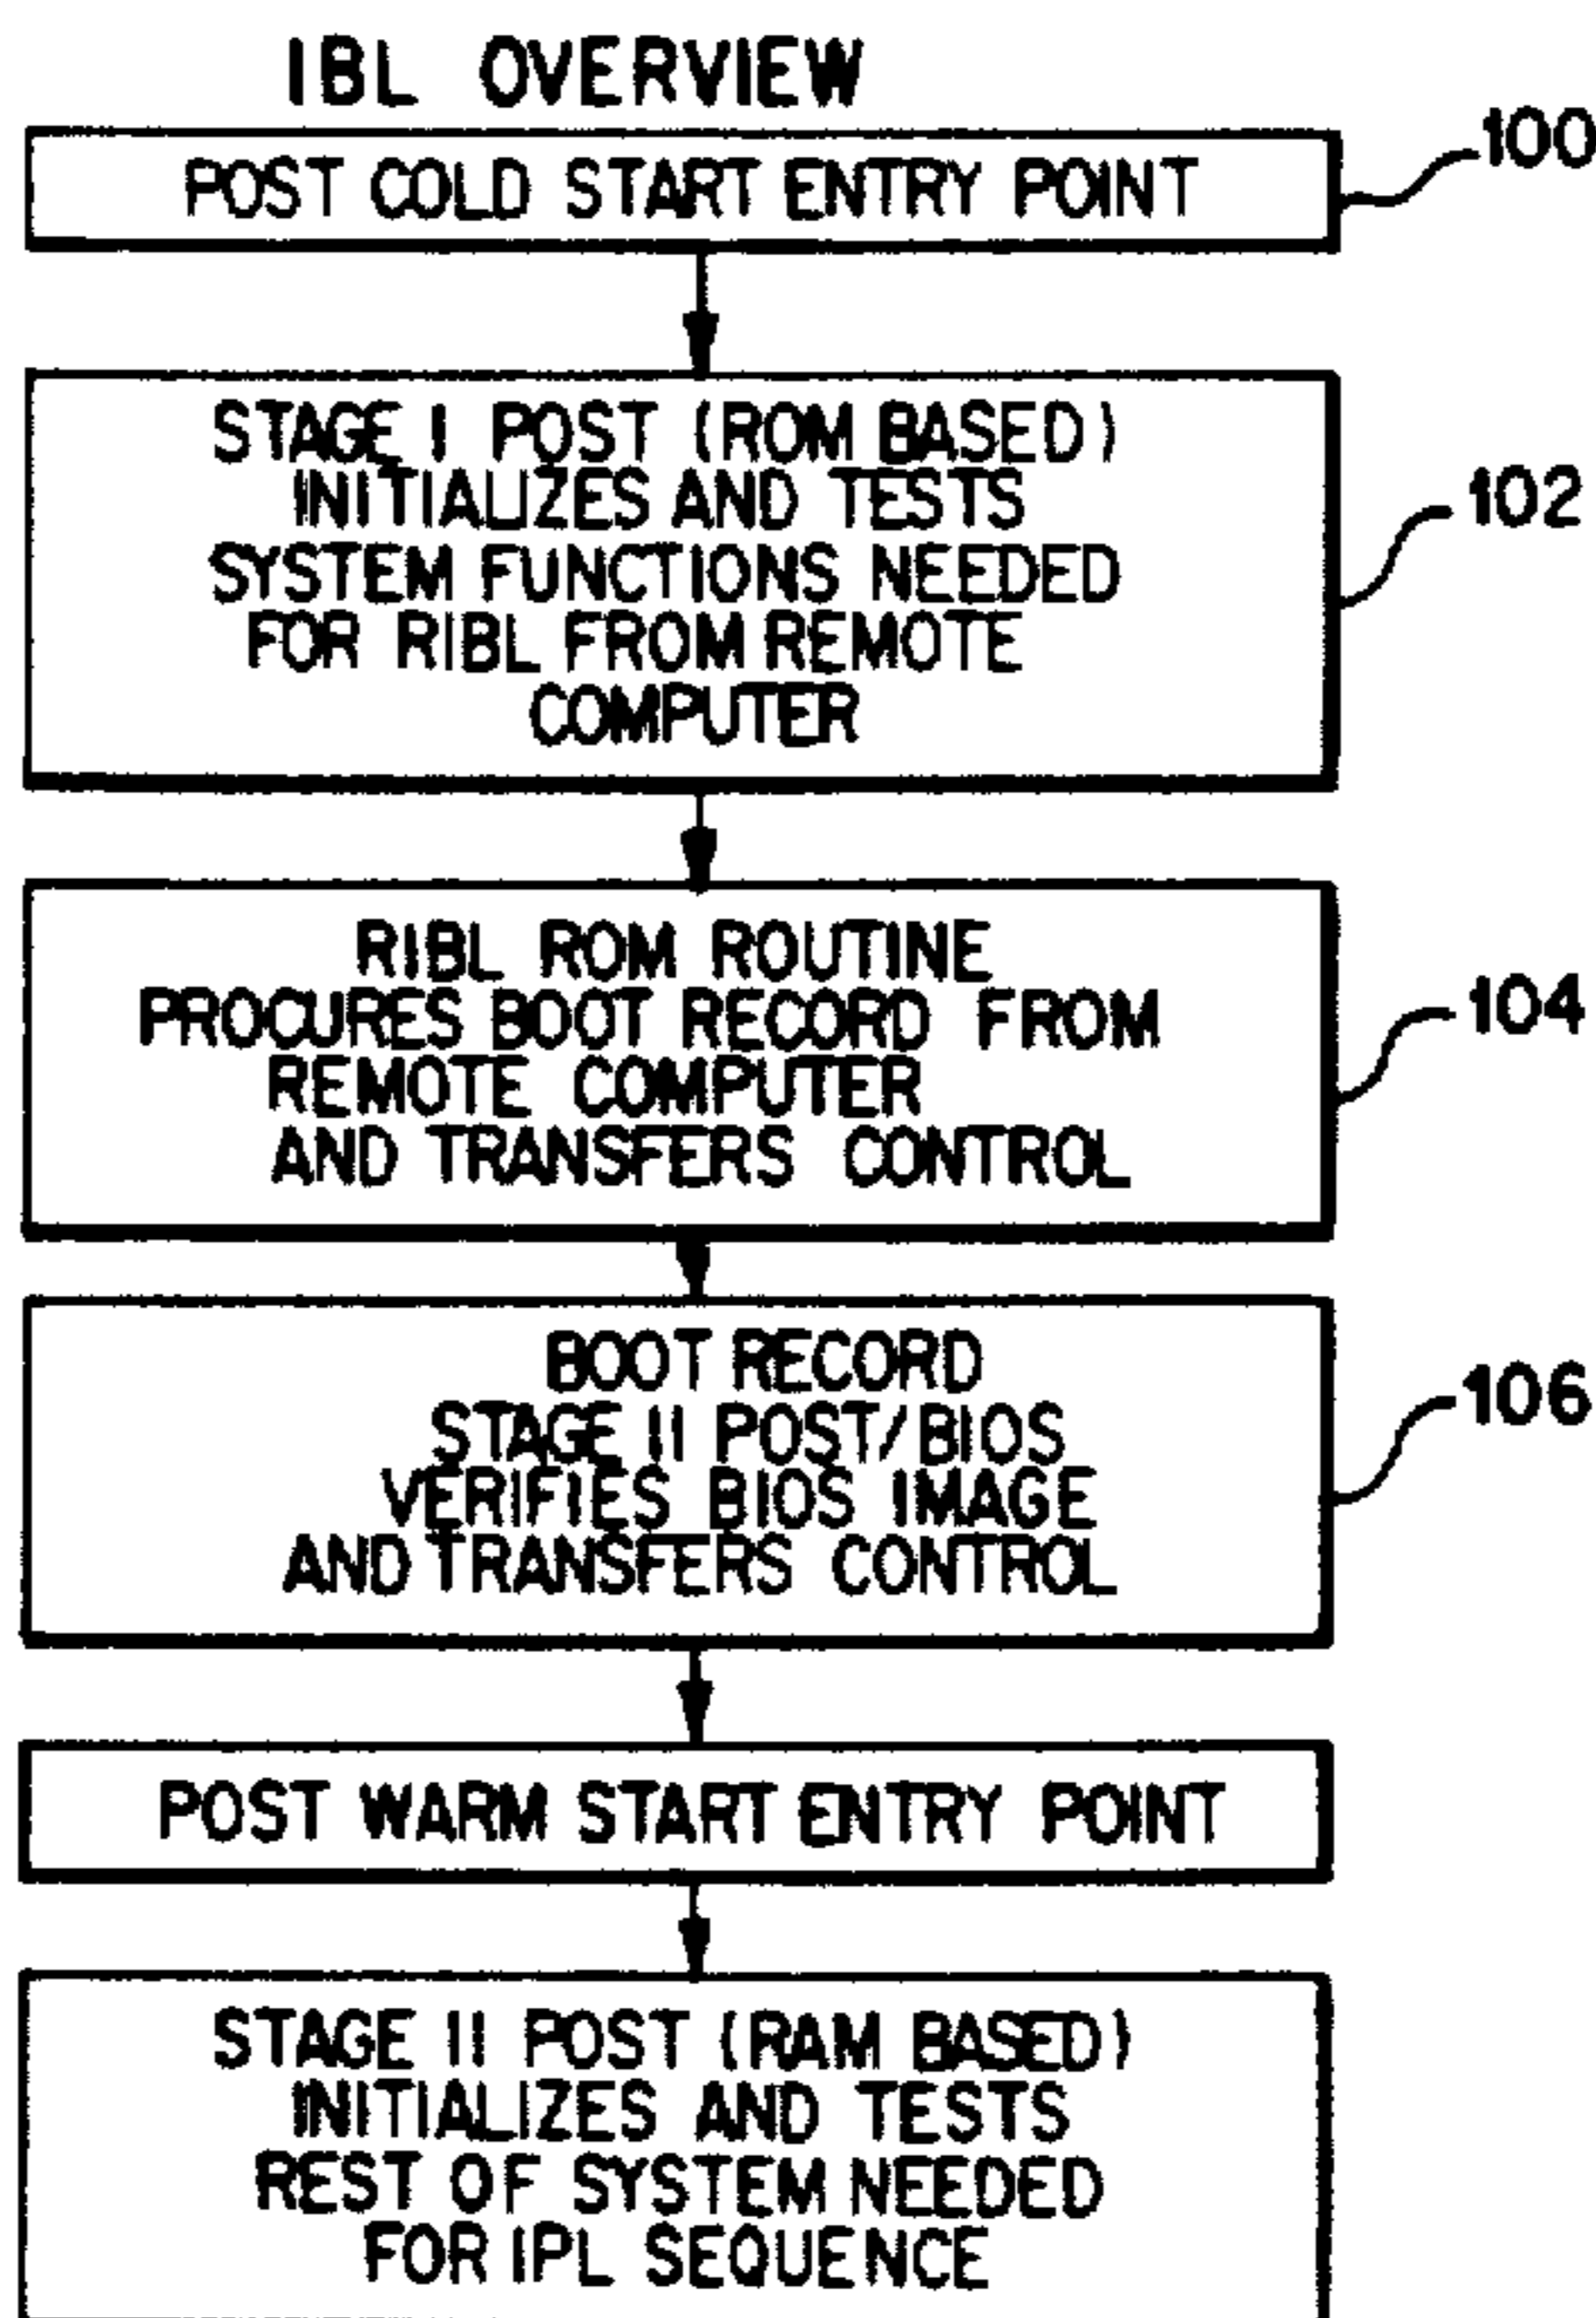 IBL OVERVIEW
POST COLD START ENTRY POINT
100
STAGE I POST (ROM BASED)
INITIALIZES AND TESTS
SYSTEM FUNCTIONS NEEDED
FOR RIBL FROM REMOTE
COMPUTER
102
RIBL ROM ROUTINE
PROCURES BOOT RECORD FROM
REMOTE COMPUTER
AND TRANSFERS CONTROL
104
BOOT RECORD
STAGE II POST/BIOS
VERIFIES BIOS IMAGE
AND TRANSFERS CONTROL
106
POST WARM START ENTRY POINT
STAGE II POST (RAM BASED)
INITIALIZES AND TESTS
REST OF SYSTEM NEEDED
FOR IPL SEQUENCE